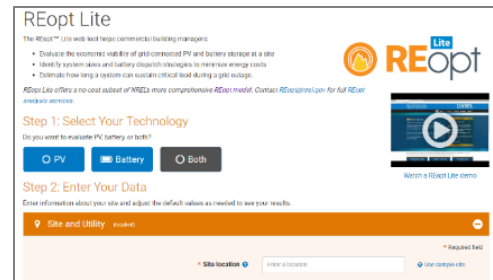 REopt Lite
The REopt™ Lite web tool helps commercial building managers:
• Evaluate the economic viability of grid-connected PV and battery storage at a site
• Identify system sizes and battery dispatch strategies to minimize energy costs
• Estimate how long a system can sustain critical load during a grid outage.
REopt Lite offers a no-cost subset of NREL's more comprehensive REopt model. Contact REopt@nrel.gov for full REopt
analysis services.
Lite
REopt
Watch a REopt Lite demo
Step 1: Select Your Technology
Do you want to evaluate PV, battery, or both?
PV
Battery
Both
Step 2: Enter Your Data
Enter information about your site and adjust the default values as needed to see your results.
Site and Utility (required)
* Required field
* Site location
Enter a location
Use sample site